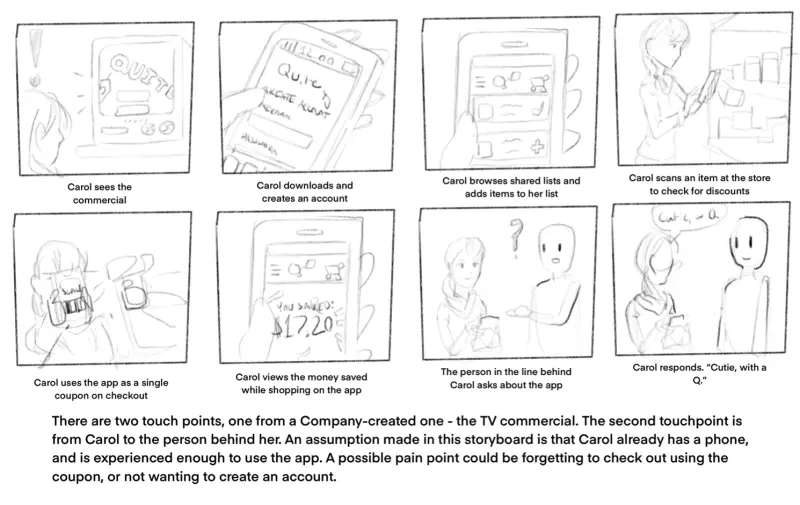 QUTIE
12.00
Qutie
CREATE ACCOUNT
Carol sees the
commercial
Carol downloads and
creates an account
Carol browses shared lists and
adds items to her list
Carol scans an item at the store
to check for discounts
YOU SAVED:
$17.20
?
Carol uses the app as a single
coupon on checkout
Carol views the money saved
while shopping on the app
The person in the line behind
Carol asks about the app
Carol responds. “Cutie, with a
Q.”
There are two touch points, one from a Company-created one - the TV commercial. The second touchpoint is
from Carol to the person behind her. An assumption made in this storyboard is that Carol already has a phone,
and is experienced enough to use the app. A possible pain point could be forgetting to check out using the
coupon, or not wanting to create an account.